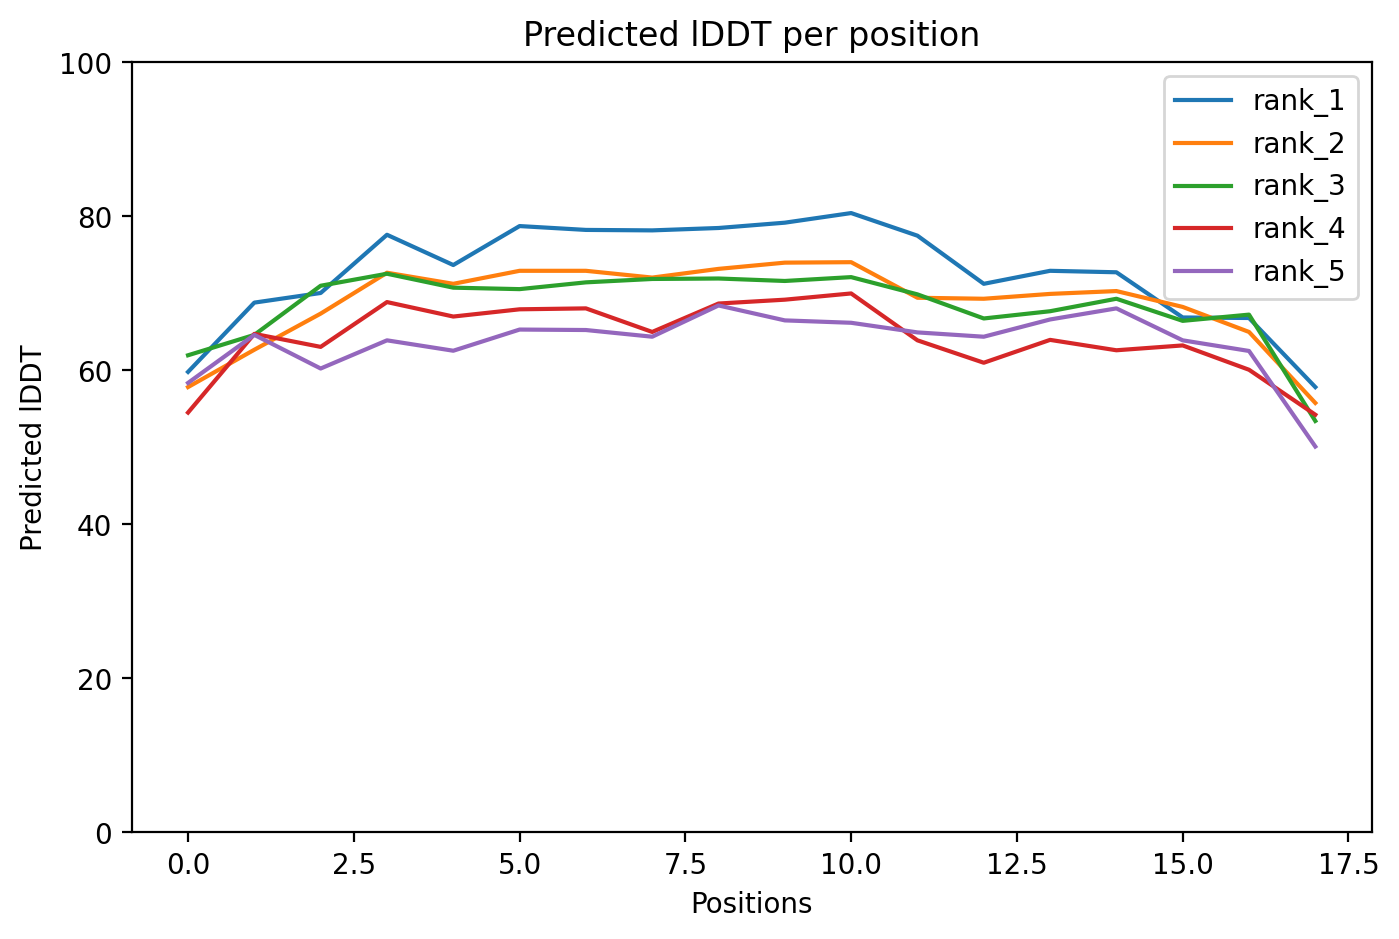 Predicted lDDT per position
100
80
60
40
20
0
Predicted lDDT
rank_1
rank_2
rank_3
rank_4
rank_5
0.0 2.5 5.0 7.5 10.0 12.5 15.0 17.5
Positions